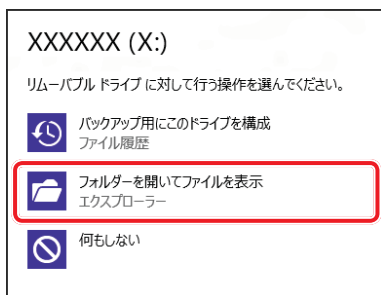 XXXXXX (X:)
リムーバブル ドライブ に対して行う操作を選んでください。
バックアップ用にこのドライブを構成
ファイル履歴
フォルダーを開いてファイルを表示
エクスプローラー
何もしない